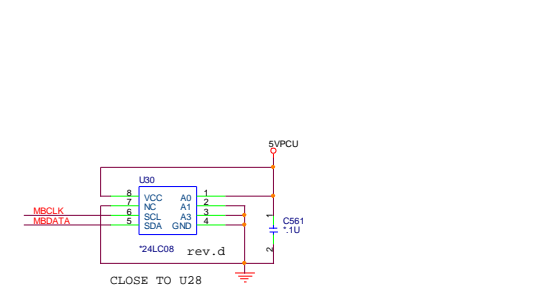 5VPCU
U30
8 VCC A0 1
7 NC A1 2
MBCLK 6 SCL A3 3
MBDATA 5 SDA GND 4
1
C561
*.1U
2
*24LC08 rev.d
CLOSE TO U28